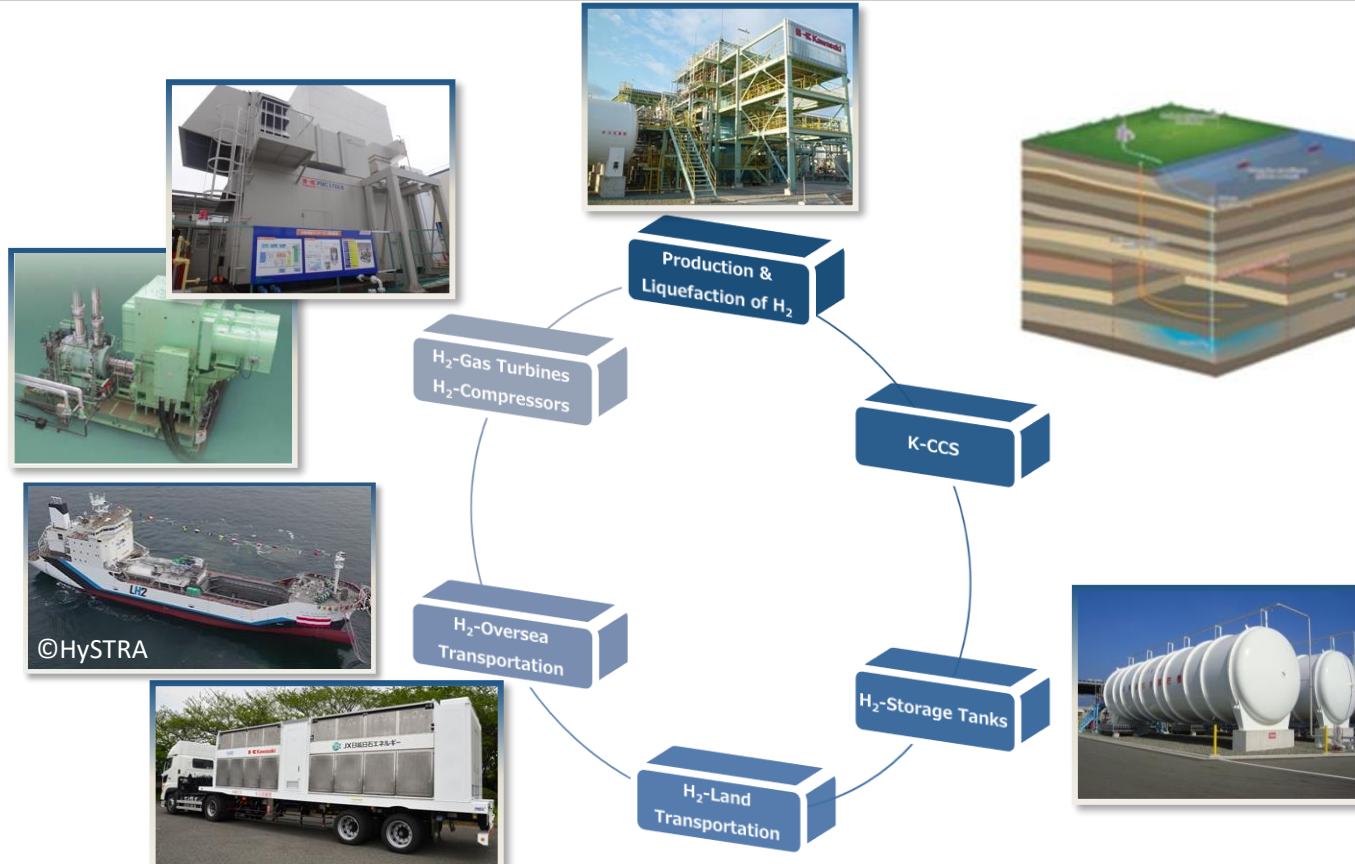 Kawasaki
Production &
Liquefaction of H₂
H₂-Gas Turbines
H₂-Compressors
K-CCS
LH2
©HySTRA
H₂-Oversea
Transportation
H₂-Storage Tanks
Kawasaki
JX日鉱日石エネルギー
H₂-Land
Transportation